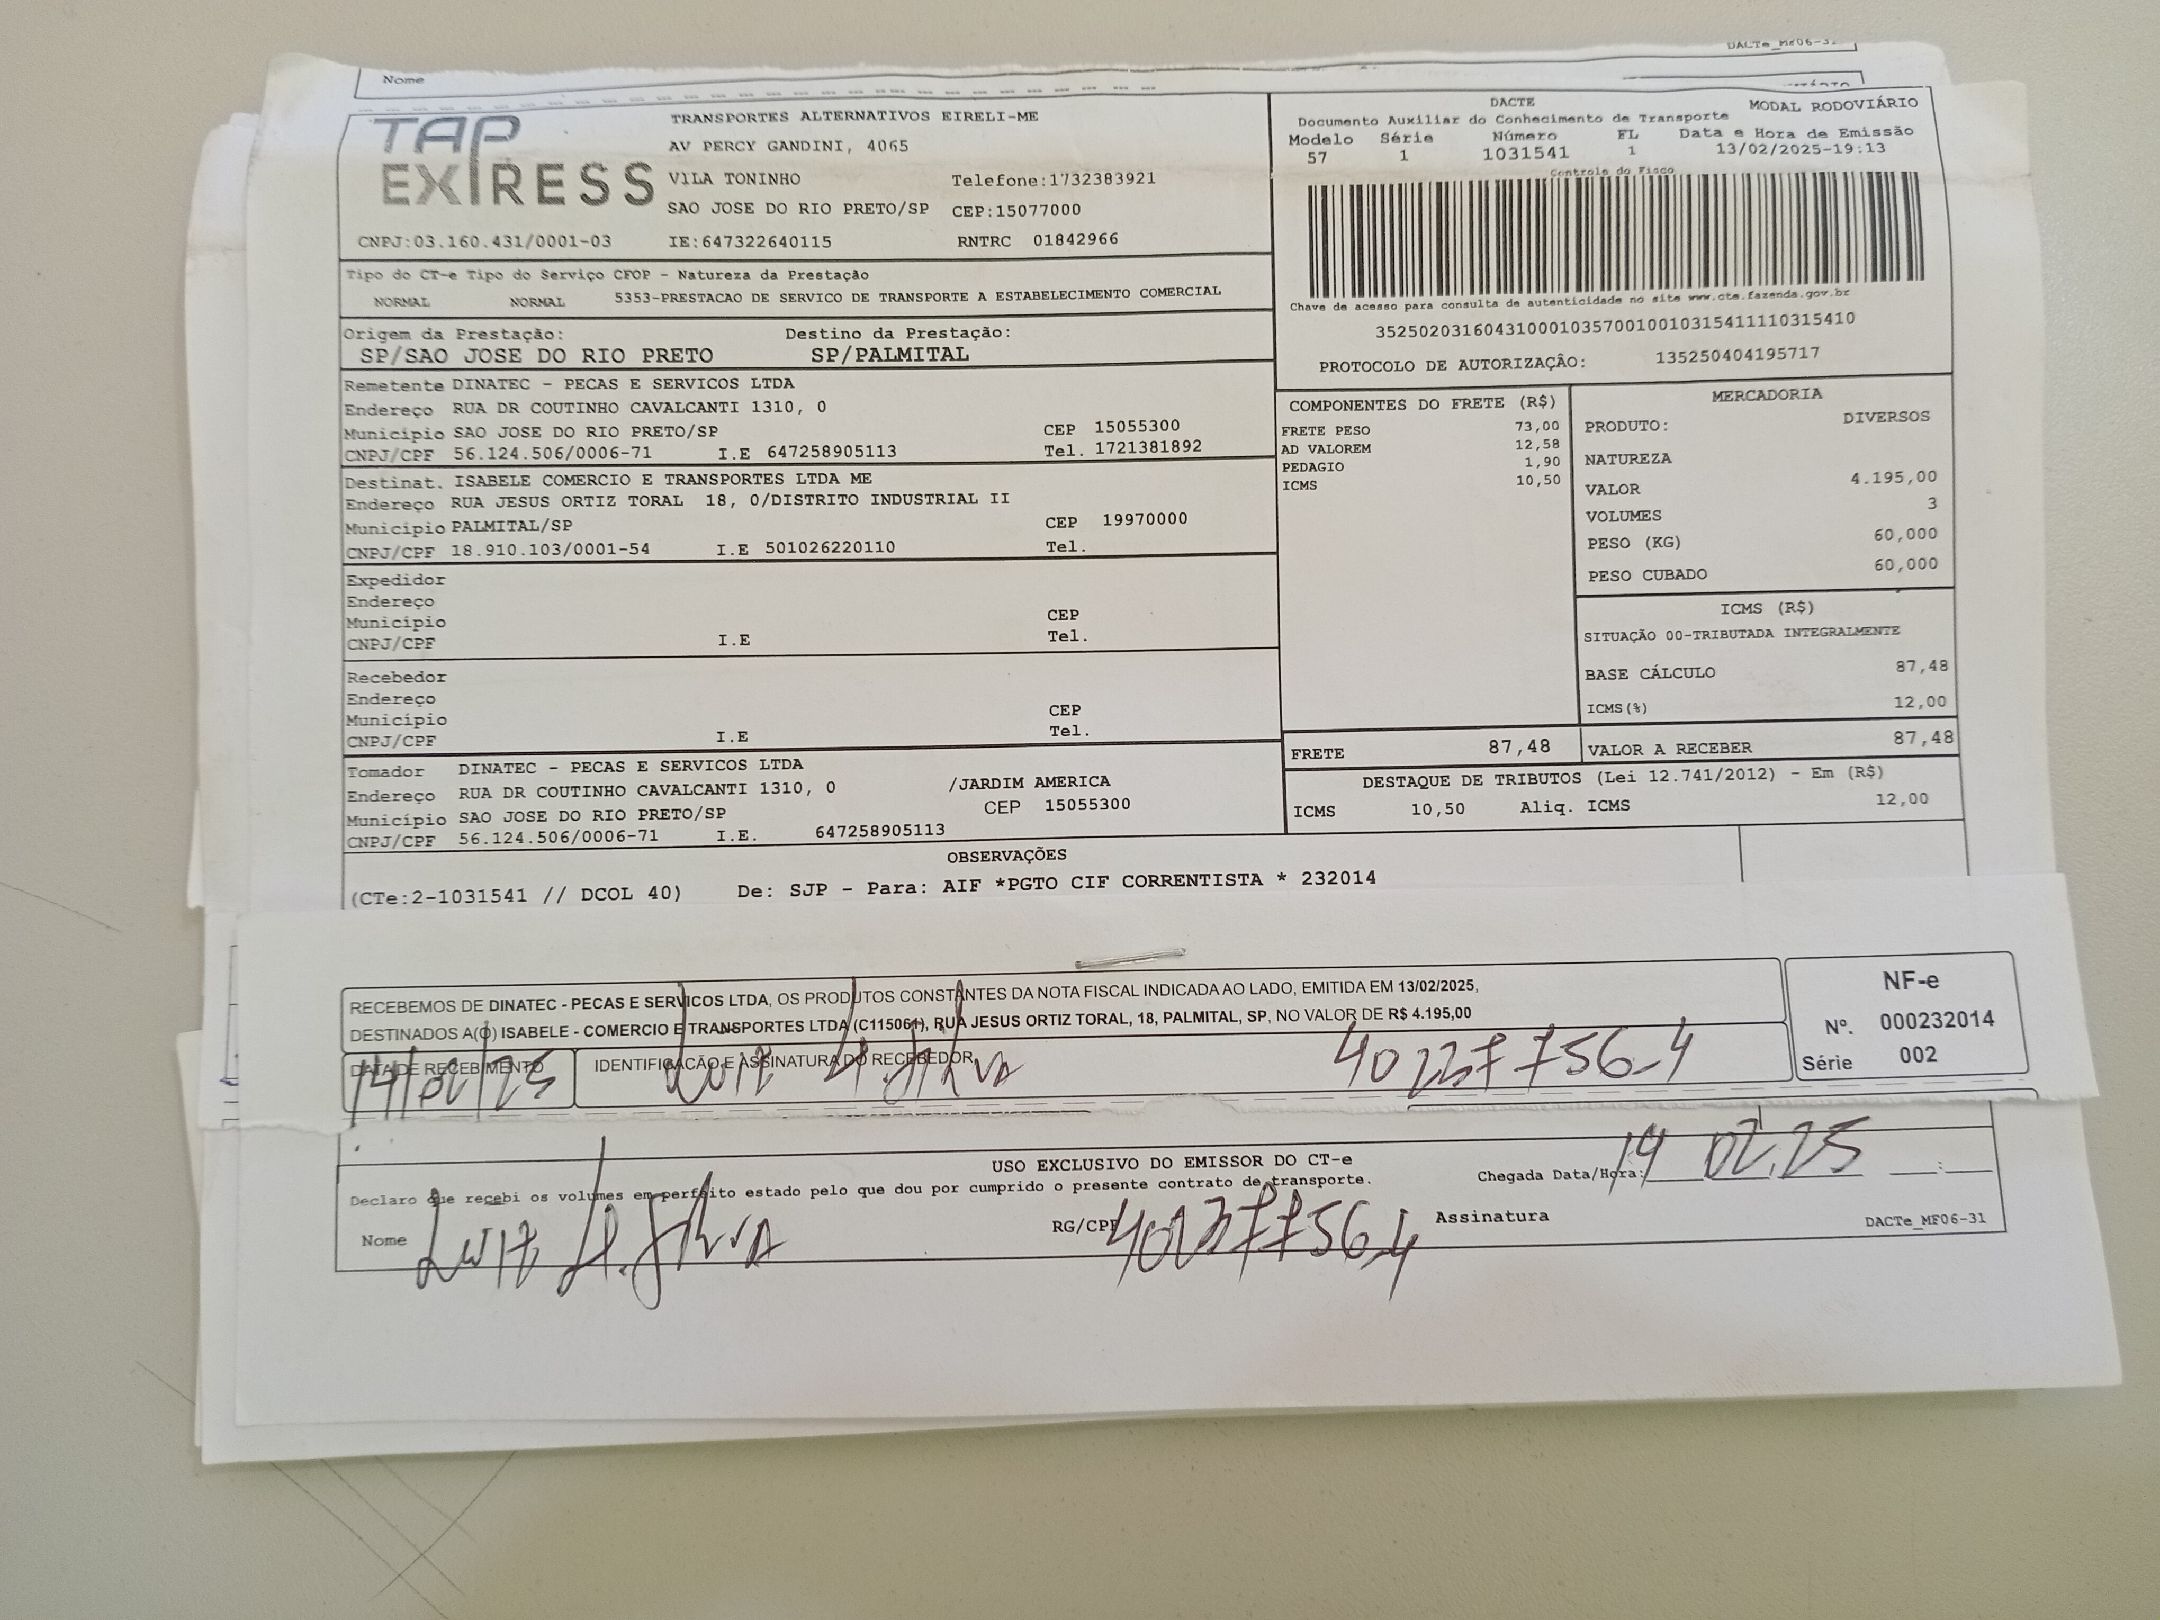 DACTe_MF06-31
Nome
TAP
EXPRESS
TRANSPORTES ALTERNATIVOS EIRELI-ME
AV PERCY GANDINI, 4065
VILA TONINHO Telefone:1732383921
SAO JOSE DO RIO PRETO/SP CEP:15077000
CNPJ:03.160.431/0001-03 IE:647322640115 RNTRC 01842966
DACTE MODAL RODOVIÁRIO
Documento Auxiliar do Conhecimento de Transporte
Modelo Série Número FL Data e Hora de Emissão
57 1 1031541 1 13/02/2025-19:13
Controle do Fisco
Chave de acesso para consulta de autenticidade no site www.cte.fazenda.gov.br
35250203160431000103570010010315411110315410
PROTOCOLO DE AUTORIZAÇÂO: 135250404195717
Tipo do CT-e Tipo do Serviço CFOP - Natureza da Prestação
NORMAL NORMAL 5353-PRESTACAO DE SERVICO DE TRANSPORTE A ESTABELECIMENTO COMERCIAL
Origem da Prestação: Destino da Prestação:
SP/SAO JOSE DO RIO PRETO SP/PALMITAL
Remetente DINATEC - PECAS E SERVICOS LTDA
Endereço RUA DR COUTINHO CAVALCANTI 1310, 0
Município SAO JOSE DO RIO PRETO/SP CEP 15055300
CNPJ/CPF 56.124.506/0006-71 I.E 647258905113 Tel. 1721381892
Destinat. ISABELE COMERCIO E TRANSPORTES LTDA ME
Endereço RUA JESUS ORTIZ TORAL 18, 0/DISTRITO INDUSTRIAL II
Município PALMITAL/SP CEP 19970000
CNPJ/CPF 18.910.103/0001-54 I.E 501026220110 Tel.
Expedidor
Endereço
Município CEP
CNPJ/CPF I.E Tel.
Recebedor
Endereço
Município CEP
CNPJ/CPF I.E Tel.
Tomador DINATEC - PECAS E SERVICOS LTDA
Endereço RUA DR COUTINHO CAVALCANTI 1310, 0 /JARDIM AMERICA
Município SAO JOSE DO RIO PRETO/SP CEP 15055300
CNPJ/CPF 56.124.506/0006-71 I.E. 647258905113
COMPONENTES DO FRETE (R$)
FRETE PESO 73,00
AD VALOREM 12,58
PEDAGIO 1,90
ICMS 10,50
FRETE 87,48
MERCADORIA
PRODUTO: DIVERSOS
NATUREZA
VALOR 4.195,00
VOLUMES 3
PESO (KG) 60,000
PESO CUBADO 60,000
ICMS (R$)
SITUAÇÃO 00-TRIBUTADA INTEGRALMENTE
BASE CÁLCULO 87,48
ICMS(%) 12,00
VALOR A RECEBER 87,48
DESTAQUE DE TRIBUTOS (Lei 12.741/2012) - Em (R$)
ICMS 10,50 Aliq. ICMS 12,00
OBSERVAÇÕES
(CTe:2-1031541 // DCOL 40) De: SJP - Para: AIF *PGTO CIF CORRENTISTA * 232014
RECEBEMOS DE DINATEC - PECAS E SERVICOS LTDA, OS PRODUTOS CONSTANTES DA NOTA FISCAL INDICADA AO LADO, EMITIDA EM 13/02/2025,
DESTINADOS A(O) ISABELE - COMERCIO E TRANSPORTES LTDA (C115061), RUA JESUS ORTIZ TORAL, 18, PALMITAL, SP, NO VALOR DE R$ 4.195,00
DATA DE RECEBIMENTO IDENTIFICAÇÃO E ASSINATURA DO RECEBEDOR
14/02/25 Luiz H. Silva
NF-e
Nº. 000232014
Série 002
USO EXCLUSIVO DO EMISSOR DO CT-e
Declaro que recebi os volumes em perfeito estado pelo que dou por cumprido o presente contrato de transporte.
Chegada Data/Hora: 14 02.25 :
Nome Luiz H. Silva RG/CPF Assinatura
DACTe_MF06-31